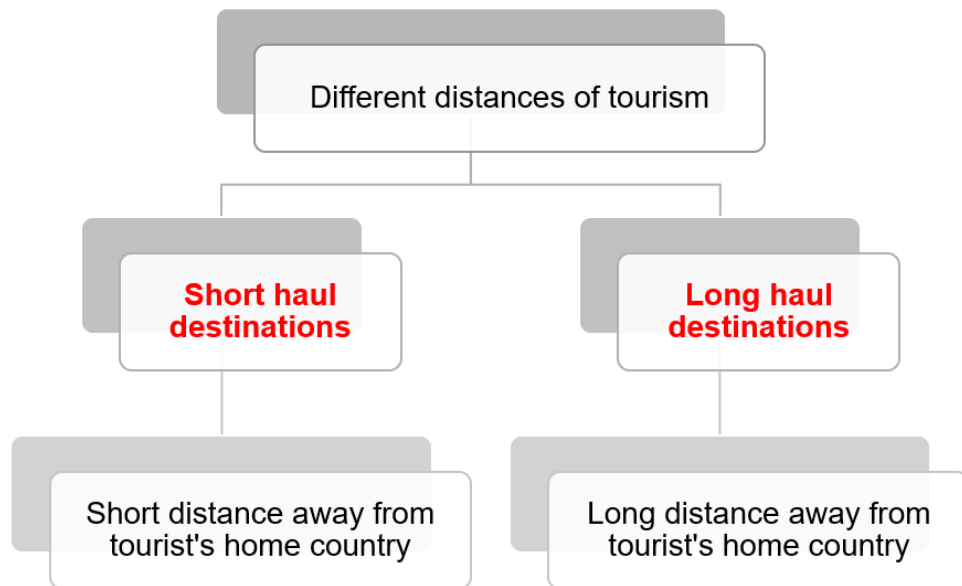 Different distances of tourism
Short haul
destinations
Long haul
destinations
Short distance away from
tourist's home country
Long distance away from
tourist's home country